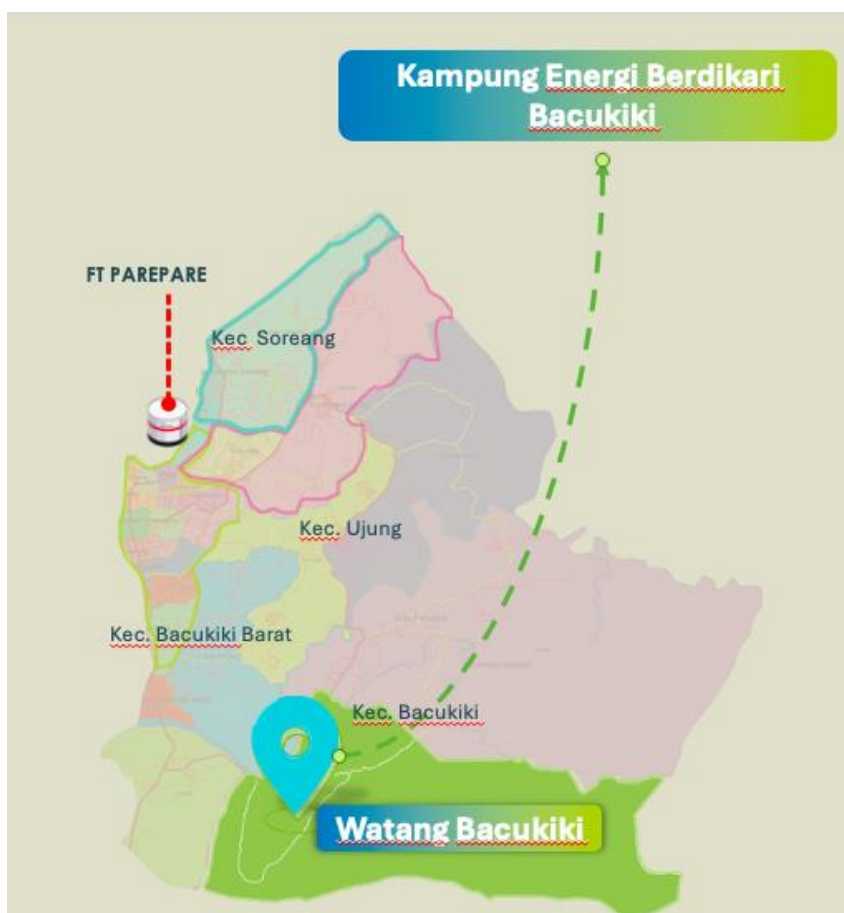 Kampung Energi Berdikari
Bacukiki
FT PAREPARE
Kec Soreang
Kec. Ujung
Kec. Bacukiki Barat
Kec. Bacukiki
Watang Bacukiki